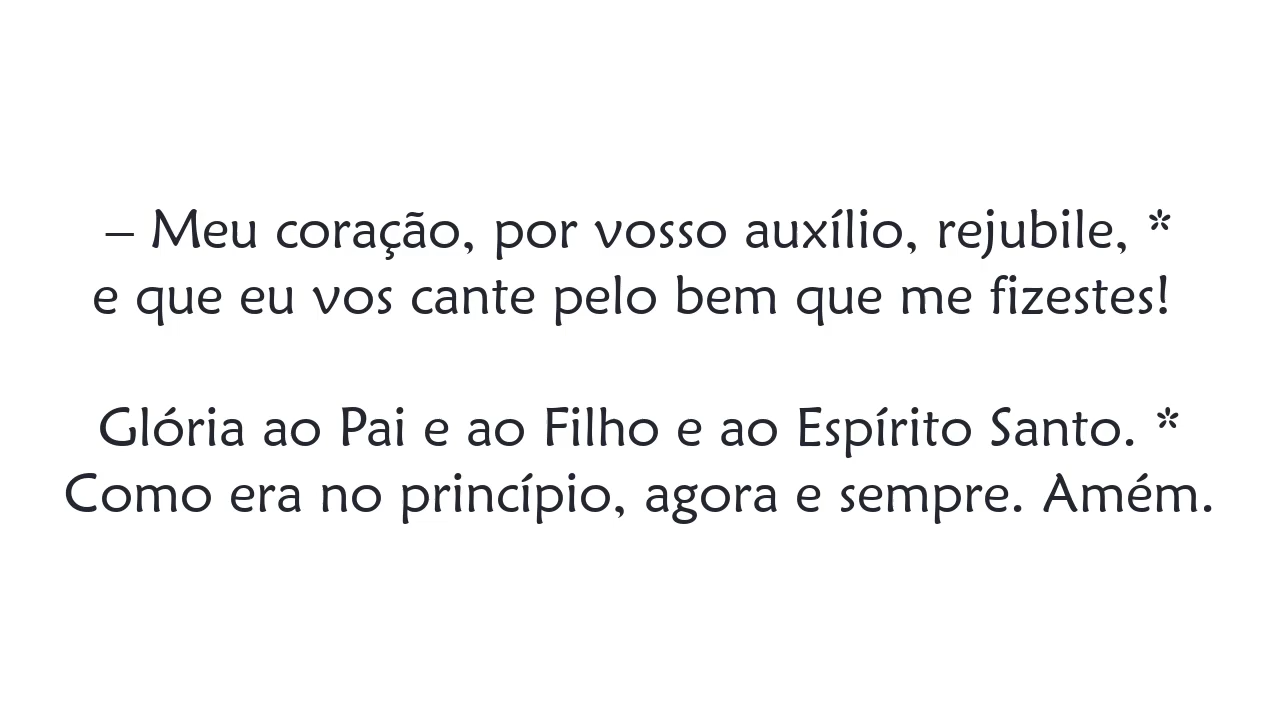 – Meu coração, por vosso auxílio, rejubile, *
e que eu vos cante pelo bem que me fizestes!
Glória ao Pai e ao Filho e ao Espírito Santo. *
Como era no princípio, agora e sempre. Amém.